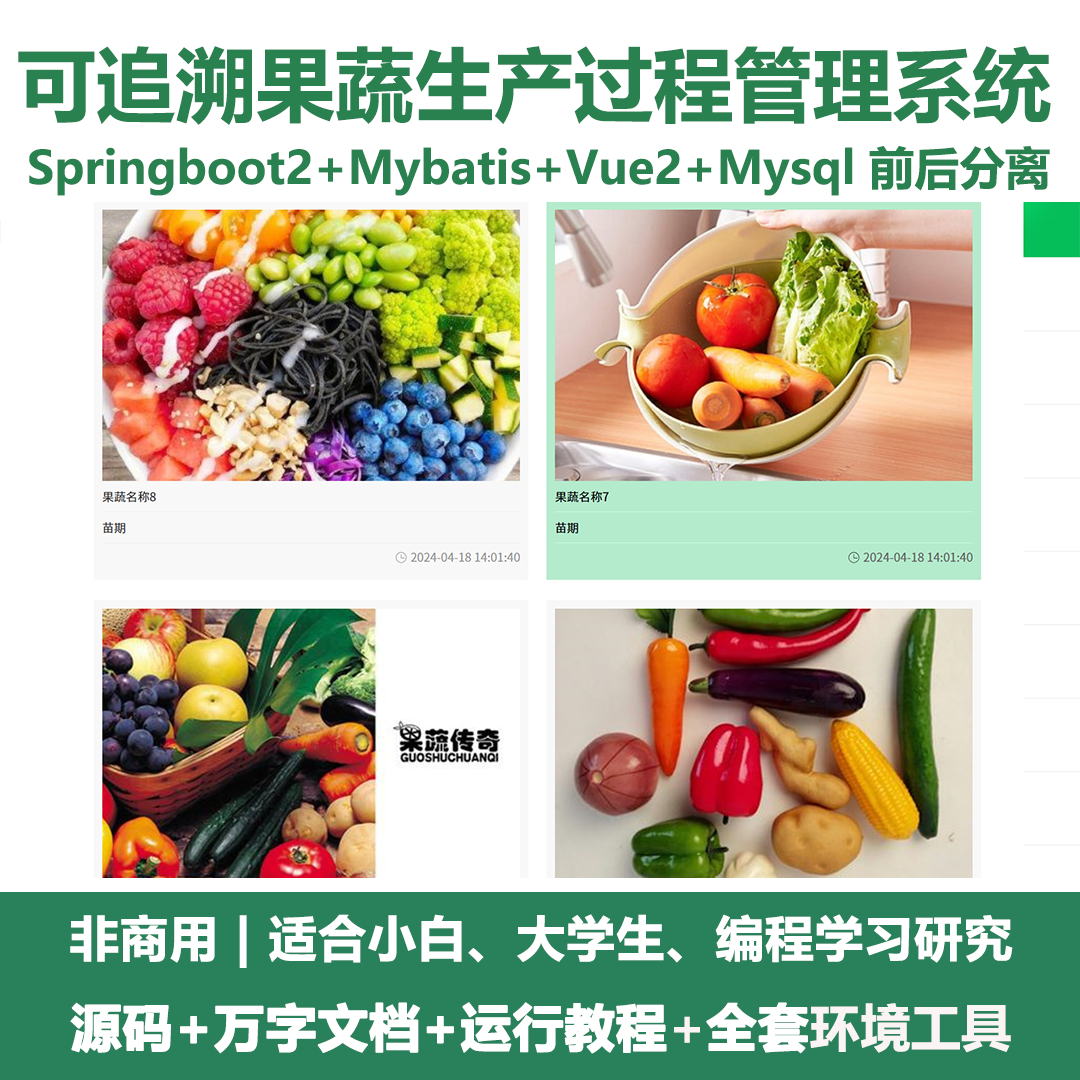 可追溯果蔬生产过程管理系统
Springboot2+Mybatis+Vue2+Mysql 前后分离
果蔬名称8
苗期
2024-04-18 14:01:40
果蔬名称7
苗期
2024-04-18 14:01:40
果蔬传奇
GUOSHUCHUANQI
非商用 | 适合小白、大学生、编程学习研究
源码+万字文档+运行教程+全套环境工具